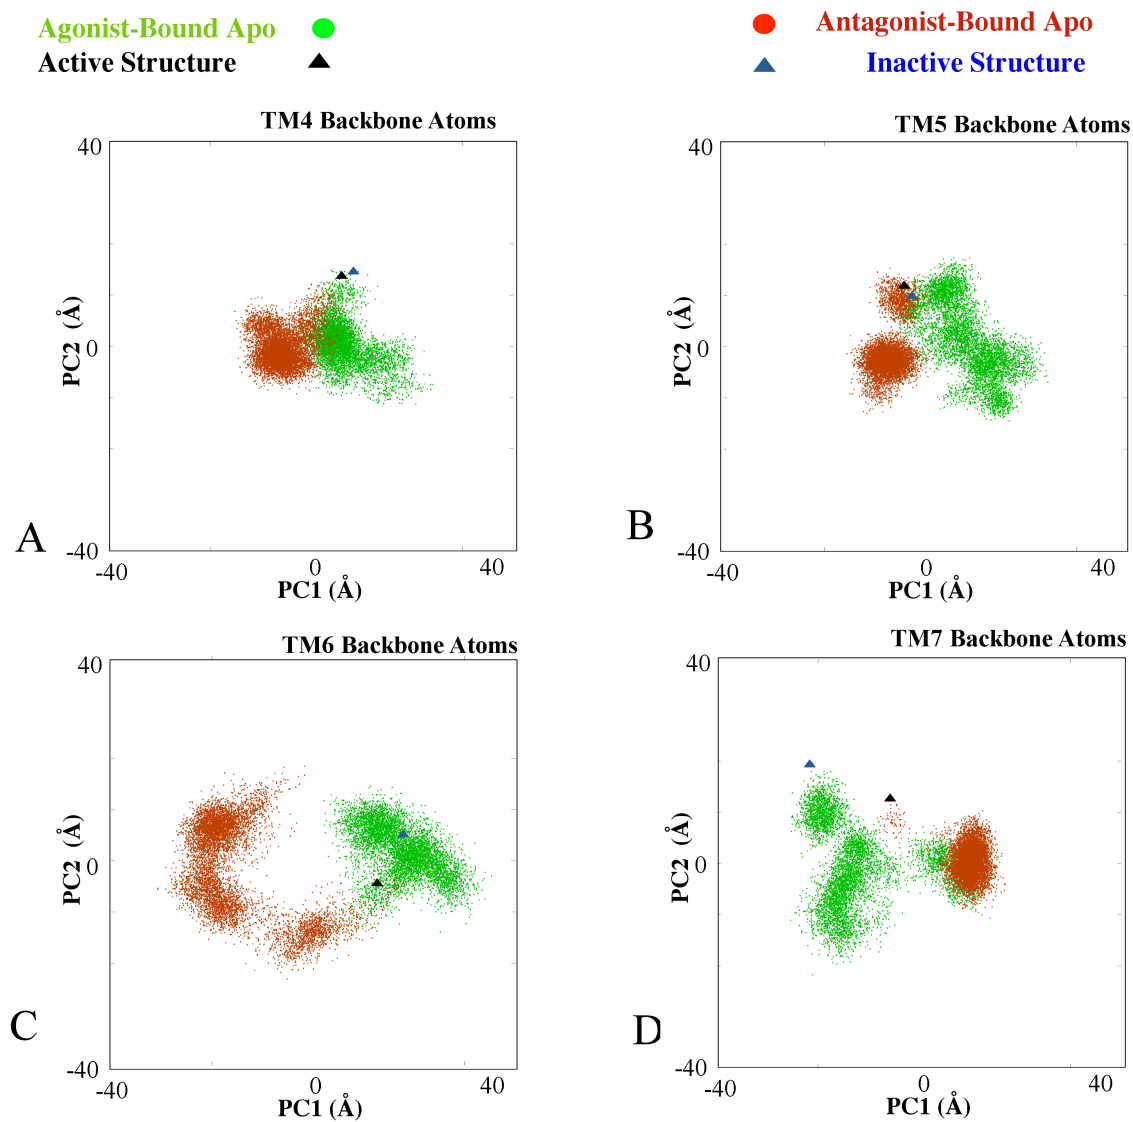 Agonist-Bound Apo
Active Structure
Antagonist-Bound Apo
Inactive Structure
TM4 Backbone Atoms
40
PC2 (Å)
0
-40
-40
0
40
PC1 (Å)
A
TM5 Backbone Atoms
40
PC2 (Å)
0
-40
-40
0
40
PC1 (Å)
B
TM6 Backbone Atoms
40
PC2 (Å)
0
-40
-40
0
40
PC1 (Å)
C
TM7 Backbone Atoms
40
PC2 (Å)
0
-40
-40
0
40
PC1 (Å)
D